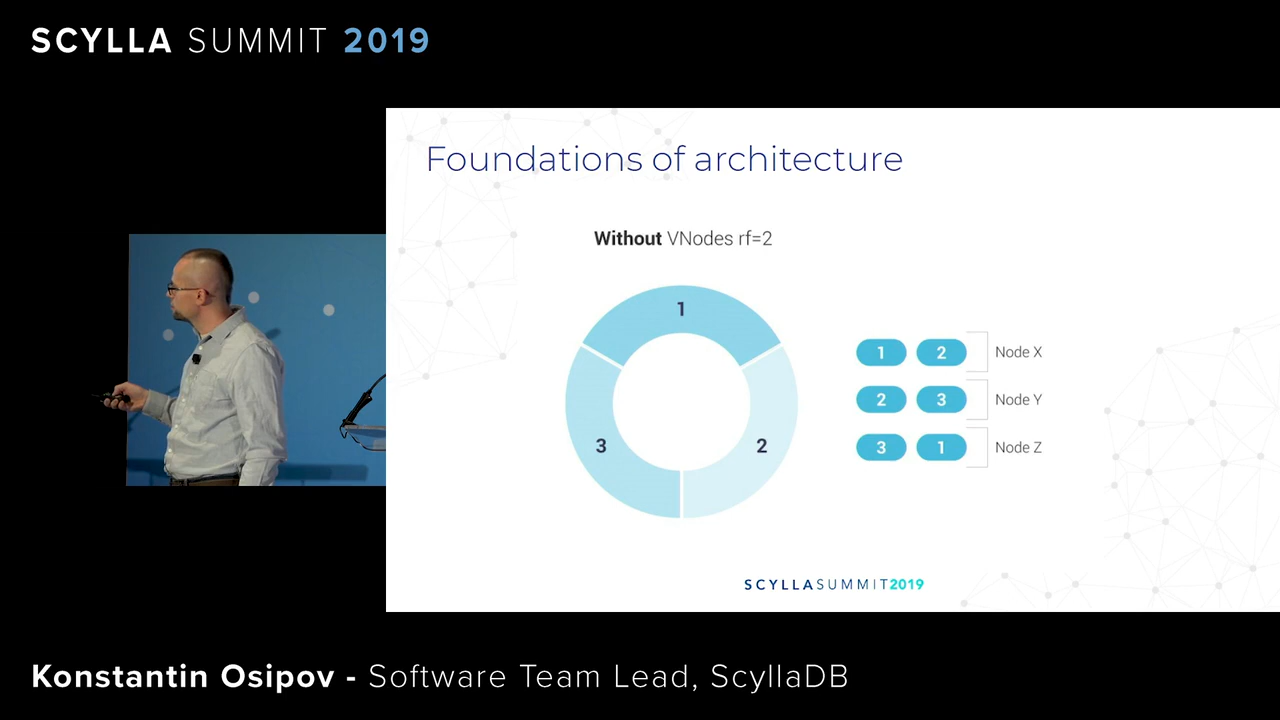 SCYLLA SUMMIT 2019
Foundations of architecture
Without VNodes rf=2
1
2
3
1 2 Node X
2 3 Node Y
3 1 Node Z
SCYLLASUMMIT2019
Konstantin Osipov - Software Team Lead, ScyllaDB